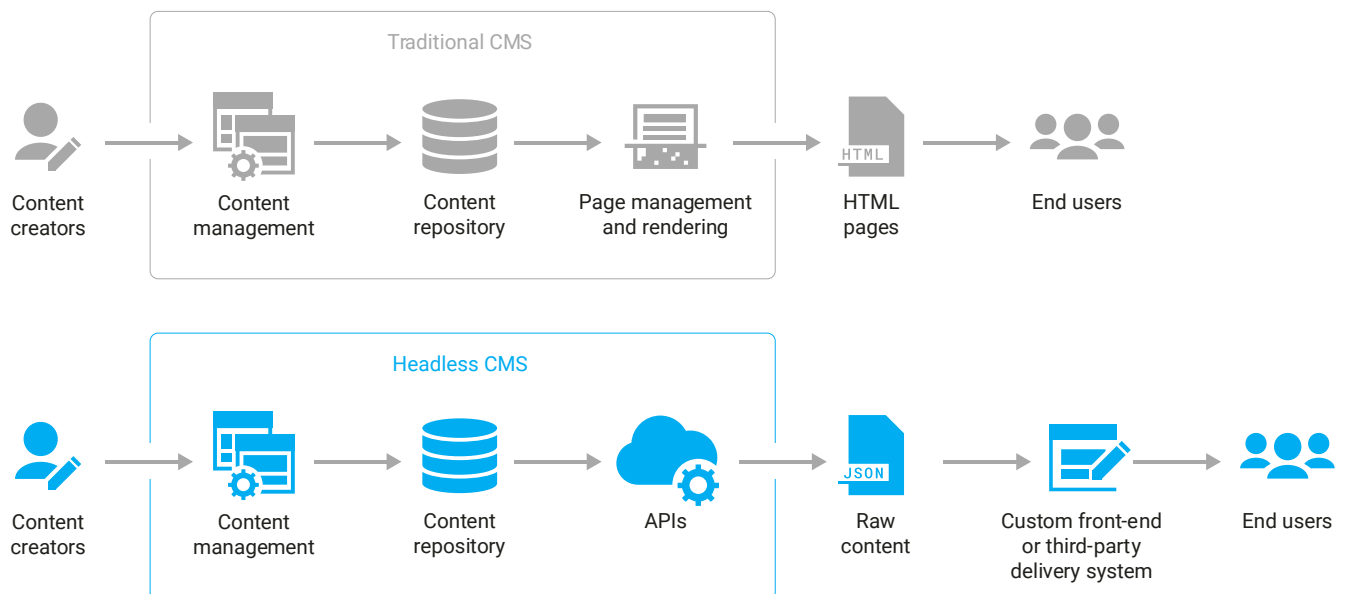 Traditional CMS
HTML
Content
creators
Content
management
Content
repository
Page management
and rendering
HTML
pages
End users
Headless CMS
JSON
Content
creators
Content
management
Content
repository
APIs
Raw
content
Custom front-end
or third-party
delivery system
End users